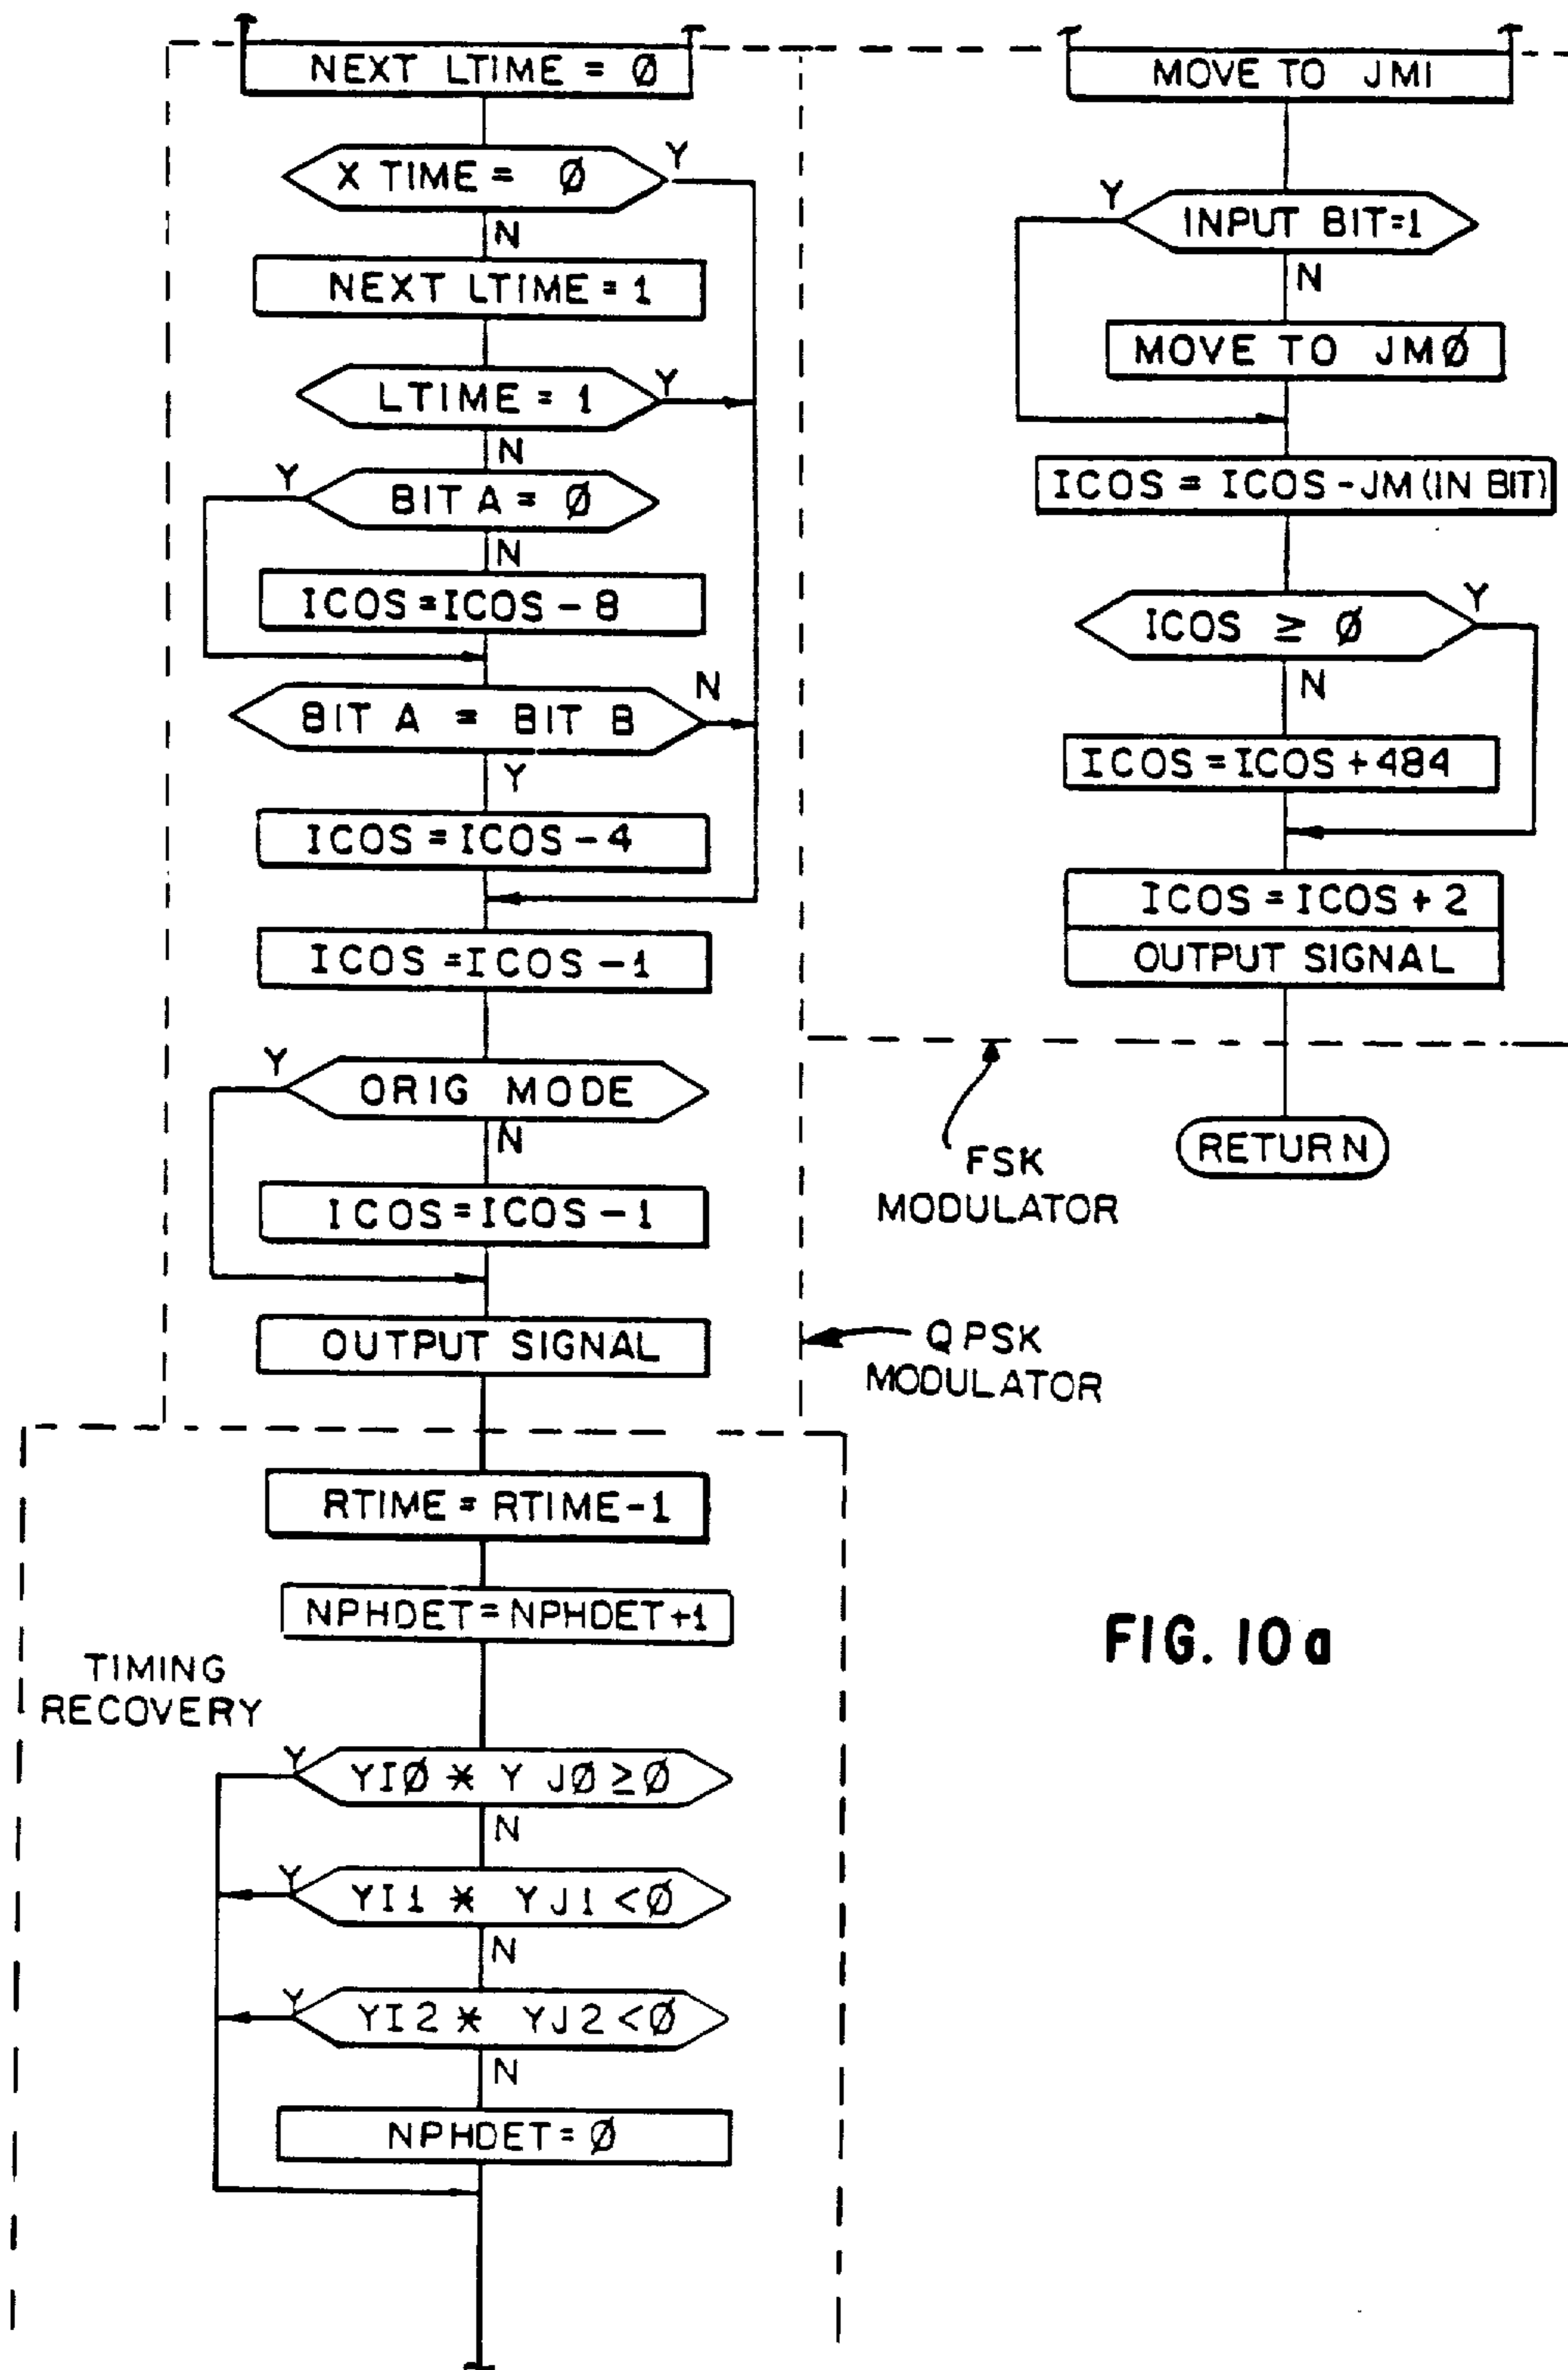 NEXT LTIME = Ø
X TIME = Ø
Y
N
NEXT LTIME = 1
LTIME = 1
Y
N
BIT A = Ø
Y
N
ICOS = ICOS - 8
BIT A = BIT B
N
Y
ICOS = ICOS - 4
ICOS = ICOS - 1
ORIG MODE
Y
N
ICOS = ICOS - 1
OUTPUT SIGNAL
QPSK
MODULATOR
MOVE TO JM1
INPUT BIT=1
Y
N
MOVE TO JMØ
ICOS = ICOS - JM (IN BIT)
ICOS ≥ Ø
Y
N
ICOS = ICOS + 484
ICOS = ICOS + 2
OUTPUT SIGNAL
FSK
MODULATOR
RETURN
RTIME = RTIME - 1
NPHDET = NPHDET + 1
TIMING
RECOVERY
YIØ * YJØ ≥ Ø
Y
N
YI1 * YJ1 < Ø
Y
N
YI2 * YJ2 < Ø
Y
N
NPHDET = Ø
FIG. 10a